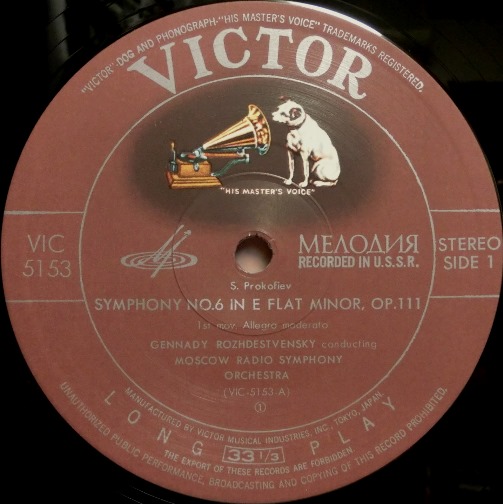 "VICTOR"·DOG AND PHONOGRAPH·"HIS MASTER'S VOICE" TRADEMARKS REGISTERED.
VICTOR
"HIS MASTER'S VOICE"
VIC
5153
МЕЛОДИЯ
RECORDED IN U.S.S.R.
STEREO
SIDE 1
S. Prokofiev
SYMPHONY NO.6 IN E FLAT MINOR, OP.111
1st mov. Allegro moderato
GENNADY ROZHDESTVENSKY conducting
MOSCOW RADIO SYMPHONY
ORCHESTRA
(VIC-5153-A)
①
MANUFACTURED BY VICTOR MUSICAL INDUSTRIES, INC., TOKYO, JAPAN
LONG 33 1/3 PLAY
THE EXPORT OF THESE RECORDS ARE FORBIDDEN.
UNAUTHORIZED PUBLIC PERFORMANCE, BROADCASTING AND COPYING OF THIS RECORD PROHIBITED.